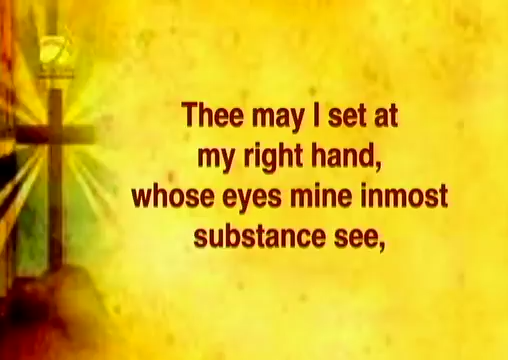 Thee may I set at
my right hand,
whose eyes mine inmost
substance see,